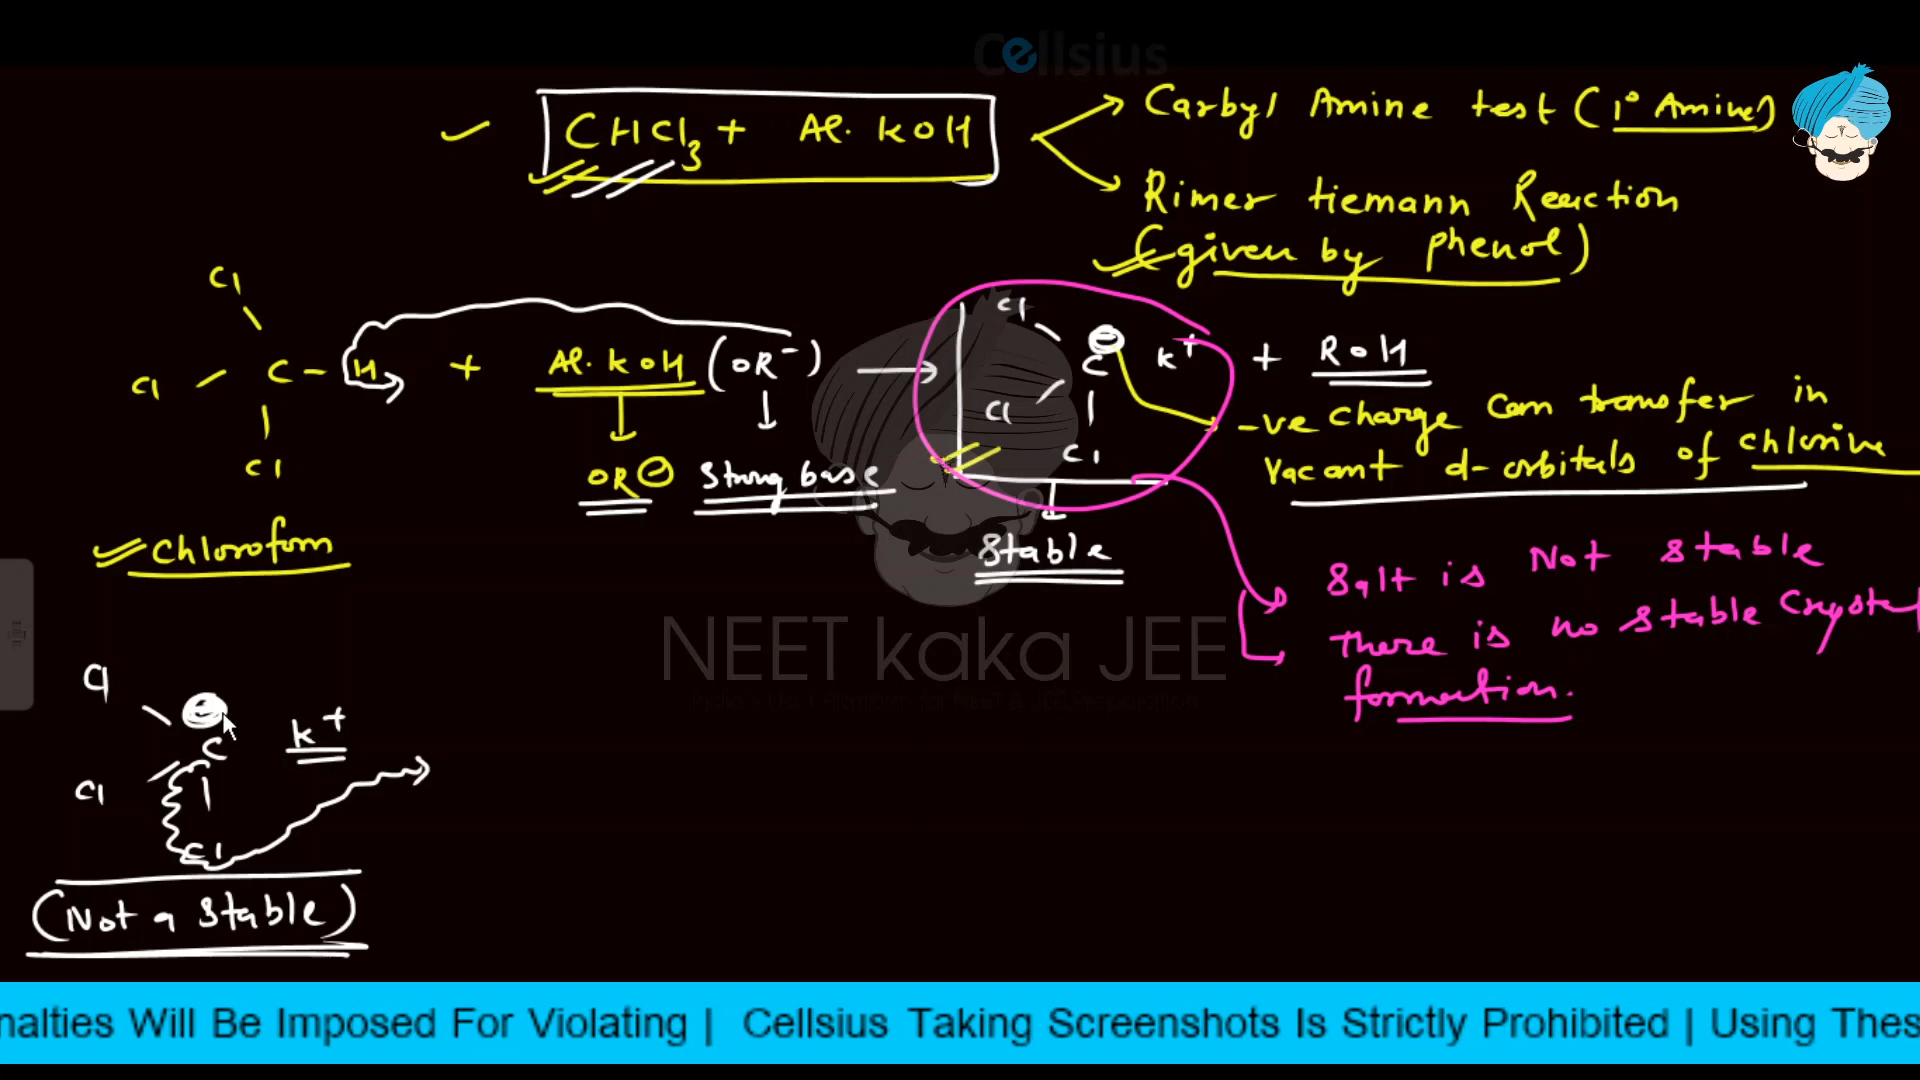 Cellsius
CHCl3 + Al. KOH
Carbyl Amine test (1° Amine)
Rimer tiemann Reaction
(given by phenol)
Cl
Cl C - H + Al. KOH (OR-) → Cl Cl C K+ + ROH
Cl
Cl
OR⊖ Strong base
-ve charge can transfer in
vacant d-orbitals of chlorine
Chloroform
Stable
Salt is Not stable
There is no stable Crystal
formation.
NEET kaka JEE
Cl
⊖
C K+
Cl
Cl
(Not a stable)
nalties Will Be Imposed For Violating | Cellsius Taking Screenshots Is Strictly Prohibited | Using Thes